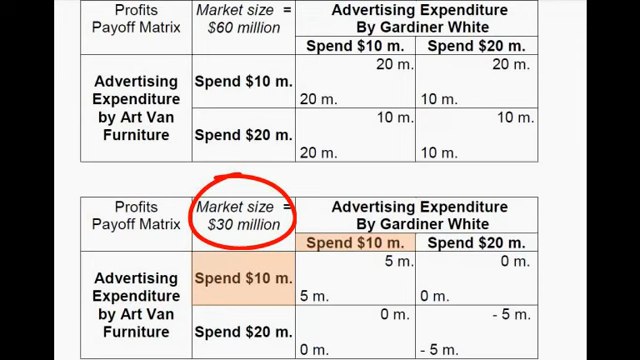 Profits
Payoff Matrix
Market size =
$60 million
Advertising Expenditure
By Gardiner White
Spend $10 m.
Spend $20 m.
Advertising
Expenditure
by Art Van
Furniture
Spend $10 m.
20 m.
20 m.
20 m.
10 m.
Spend $20 m.
10 m.
10 m.
20 m.
10 m.
Profits
Payoff Matrix
Market size =
$30 million
Advertising Expenditure
By Gardiner White
Spend $10 m.
Spend $20 m.
Advertising
Expenditure
by Art Van
Furniture
Spend $10 m.
5 m.
0 m.
5 m.
0 m.
Spend $20 m.
0 m.
- 5 m.
0 m.
- 5 m.